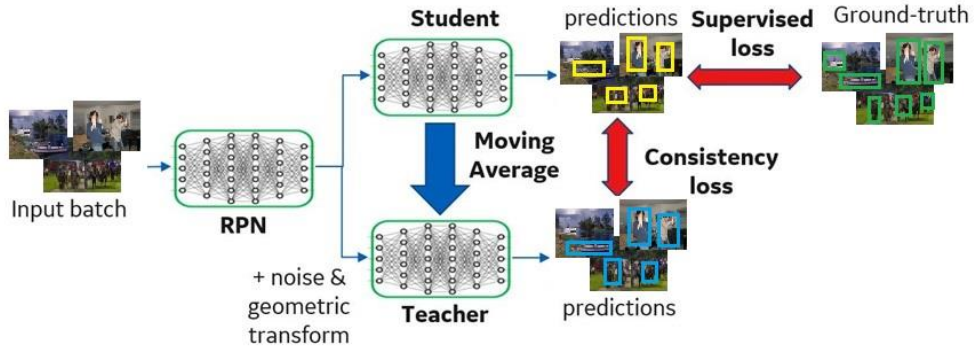 Student
predictions
Supervised
loss
Ground-truth
Input batch
RPN
Moving
Average
Consistency
loss
+ noise &
geometric
transform
Teacher
predictions